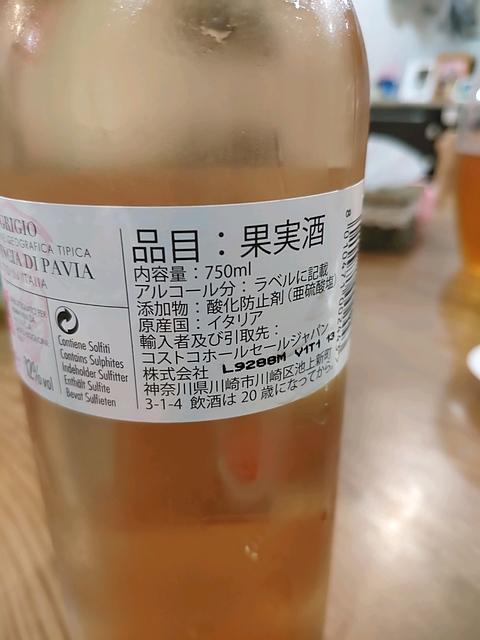 GRIGIO
GEOGRAFICA TIPICA
CIA DI PAVIA
Contiene Solfiti
Contains Sulphites
Indeholder Sulfitter
Enthält Sulfite
Bevat Sulfieten
%vol
品目：果実酒
内容量：750ml
アルコール分：ラベルに記載
添加物：酸化防止剤（亜硫酸塩）
原産国：イタリア
輸入者及び引取先：
コストコホールセールジャパン
株式会社 L9288M V1T1 13
神奈川県川崎市川崎区池上新町
3-1-4 飲酒は20歳になってから。